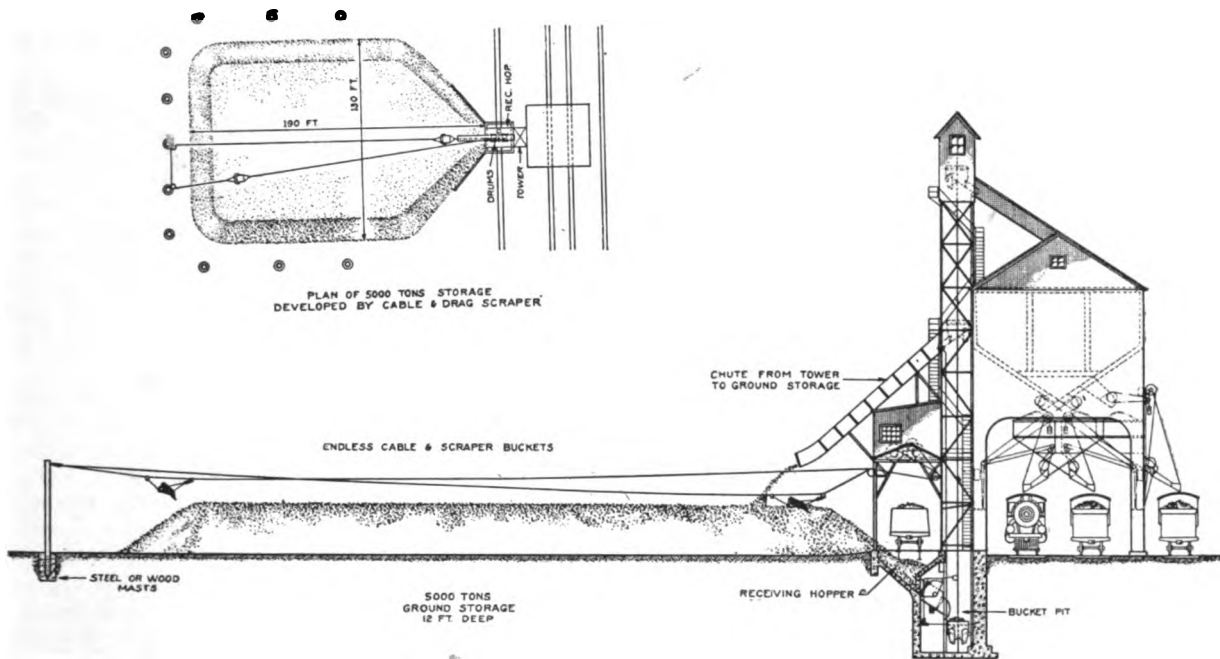 190 FT.
130 FT.
REC. HOP
DRUMS
TOWER
PLAN OF 5000 TONS STORAGE
DEVELOPED BY CABLE & DRAG SCRAPER
CHUTE FROM TOWER
TO GROUND STORAGE
ENDLESS CABLE & SCRAPER BUCKETS
STEEL OR WOOD
MASTS
5000 TONS
GROUND STORAGE
12 FT. DEEP
RECEIVING HOPPER
BUCKET PIT